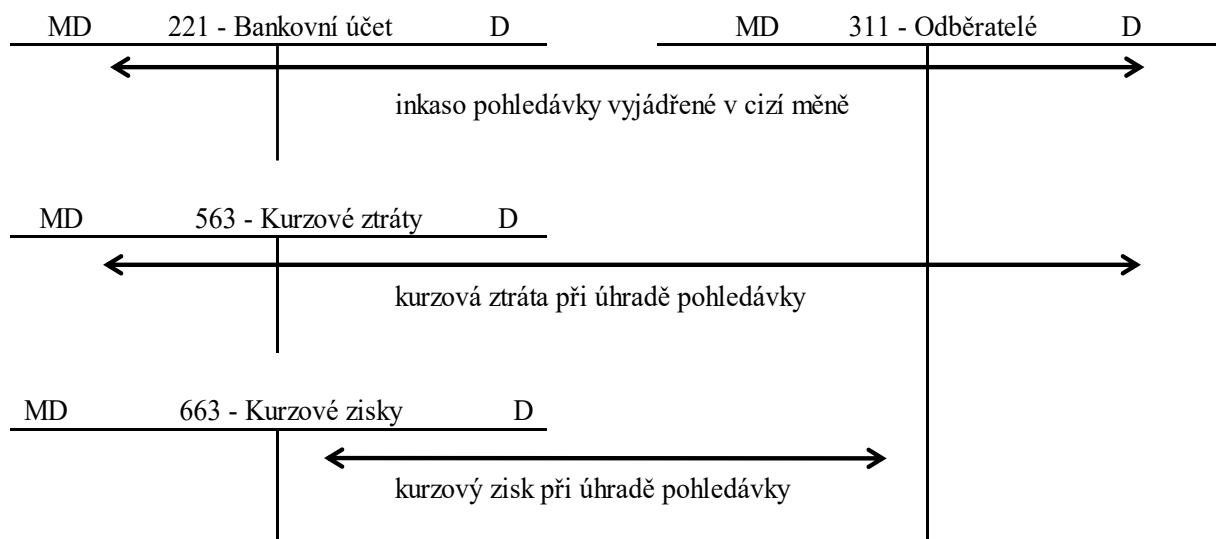 MD 221 - Bankovní účet D MD 311 - Odběratelé D
inkaso pohledávky vyjádřené v cizí měně
MD 563 - Kurzové ztráty D
kurzová ztráta při úhradě pohledávky
MD 663 - Kurzové zisky D
kurzový zisk při úhradě pohledávky